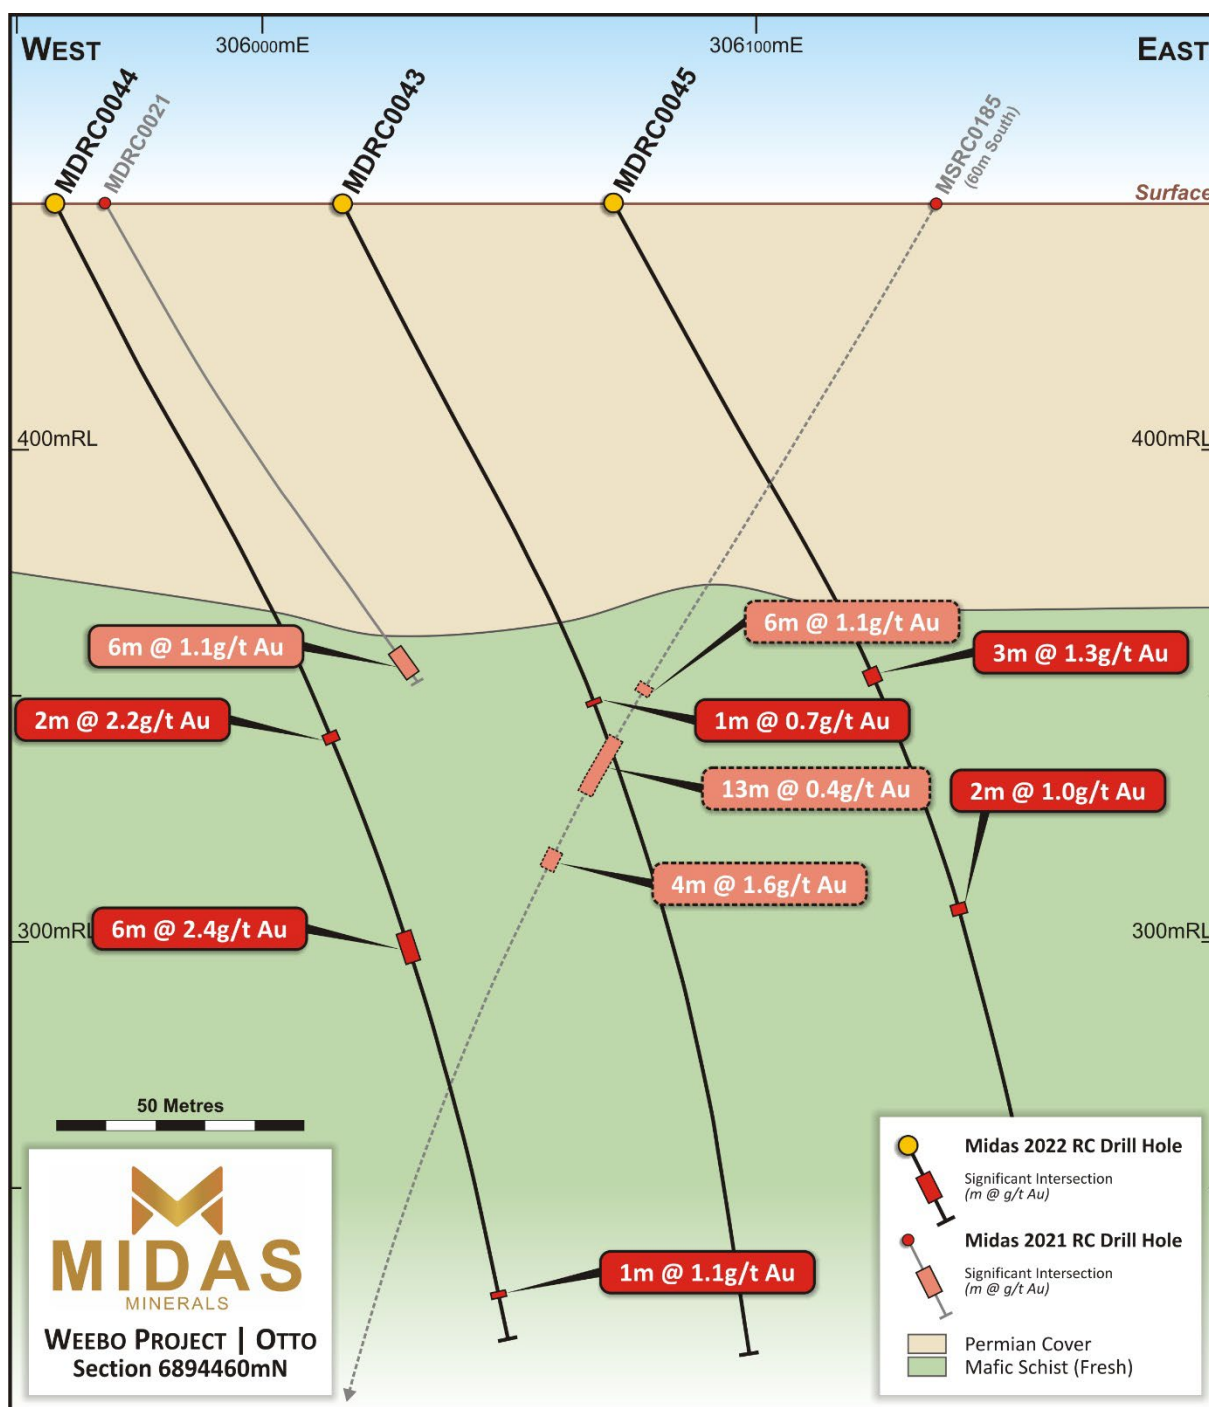 WEST
306000mE
306100mE
EAST
MDRC0044
MDRC0021
MDRC0043
MDRC0045
MSRC0185
(60m South)
Surface
400mRL
400mRL
6m @ 1.1g/t Au
6m @ 1.1g/t Au
3m @ 1.3g/t Au
2m @ 2.2g/t Au
1m @ 0.7g/t Au
13m @ 0.4g/t Au
2m @ 1.0g/t Au
4m @ 1.6g/t Au
300mRL
6m @ 2.4g/t Au
300mRL
50 Metres
1m @ 1.1g/t Au
MIDAS
MINERALS
WEEBO PROJECT | OTTO
Section 6894460mN
Midas 2022 RC Drill Hole
Significant Intersection
(m @ g/t Au)
Midas 2021 RC Drill Hole
Significant Intersection
(m @ g/t Au)
Permian Cover
Mafic Schist (Fresh)